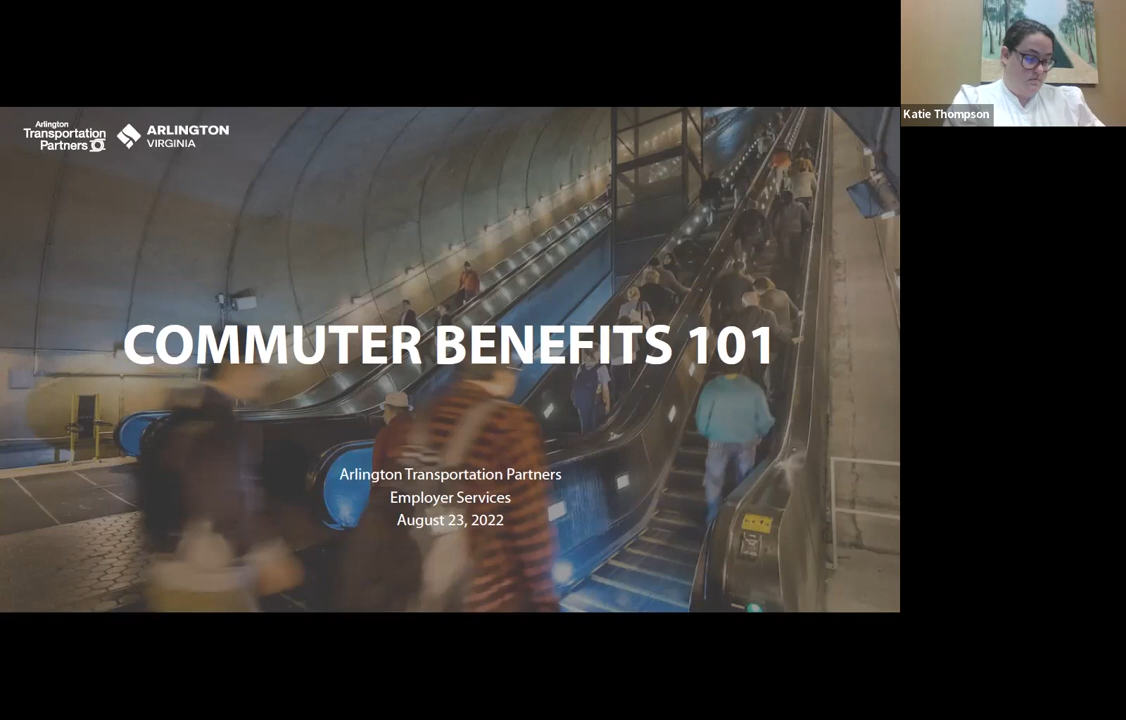 Arlington
Transportation
Partners
ARLINGTON
VIRGINIA
Katie Thompson
COMMUTER BENEFITS 101
Arlington Transportation Partners
Employer Services
August 23, 2022